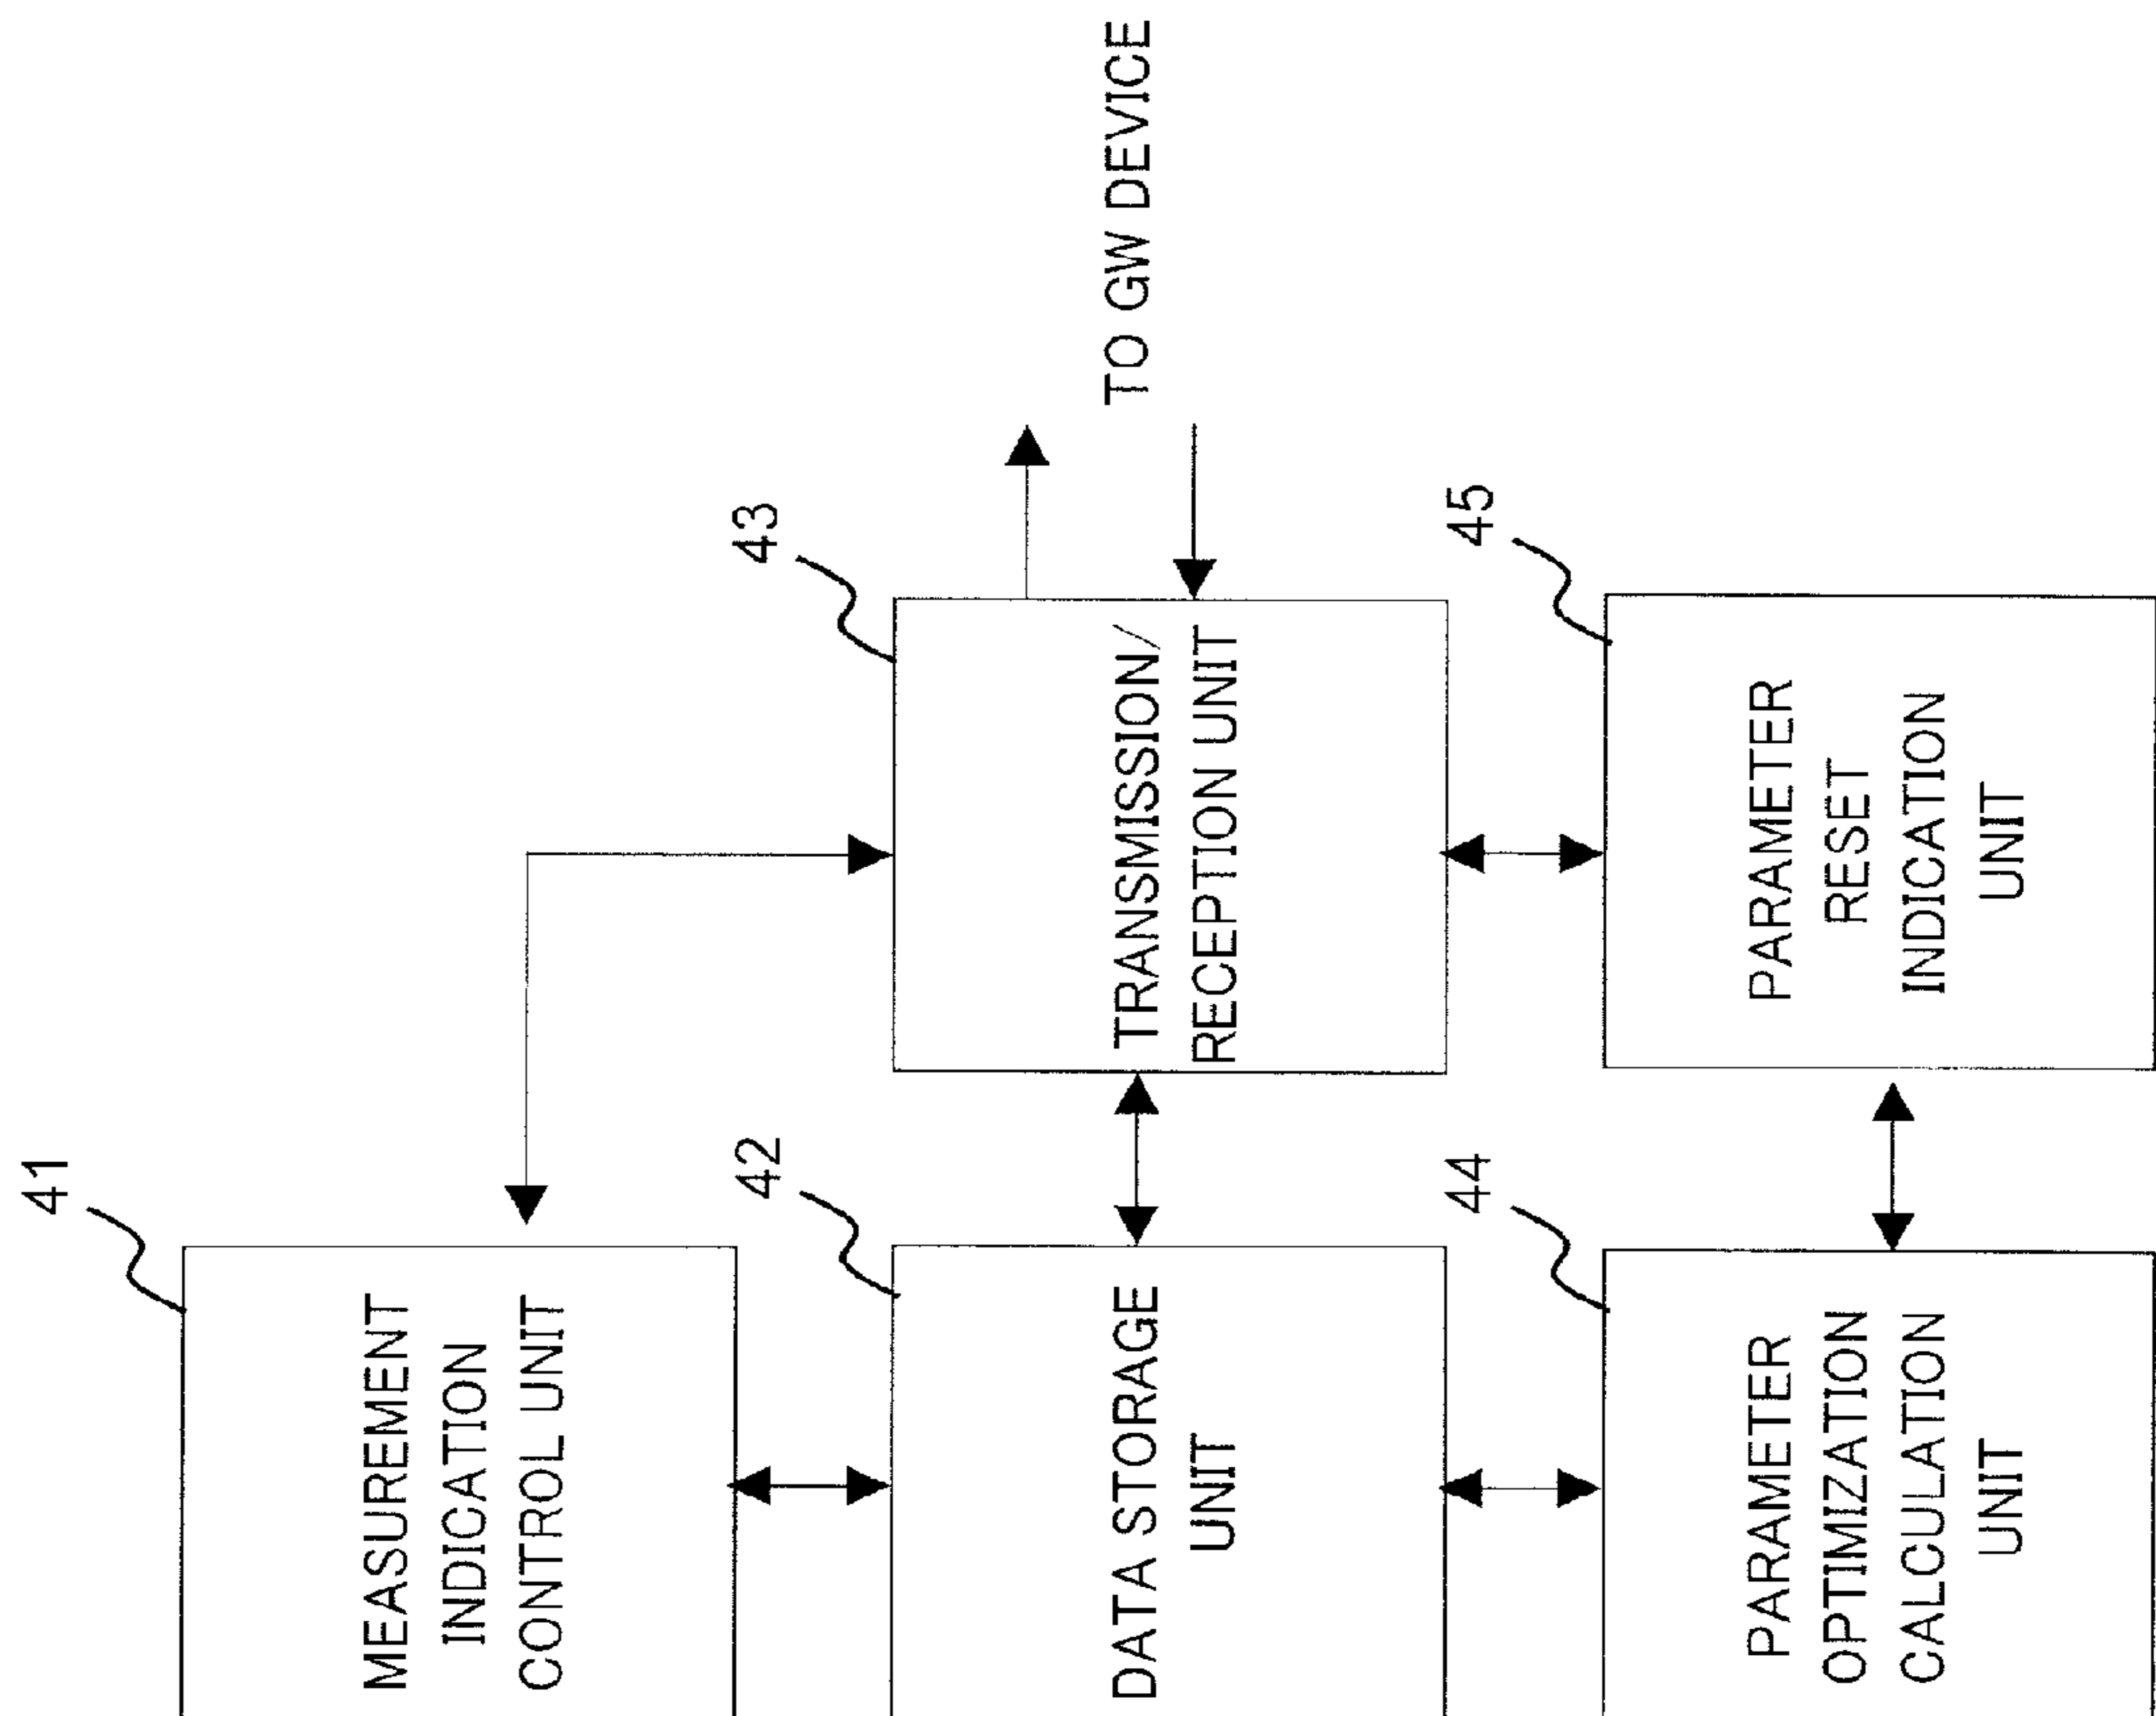 41
MEASUREMENT
INDICATION
CONTROL UNIT
42
DATA STORAGE
UNIT
43
TRANSMISSION/
RECEPTION UNIT
TO GW DEVICE
44
PARAMETER
OPTIMIZATION
CALCULATION
UNIT
45
PARAMETER
RESET
INDICATION
UNIT